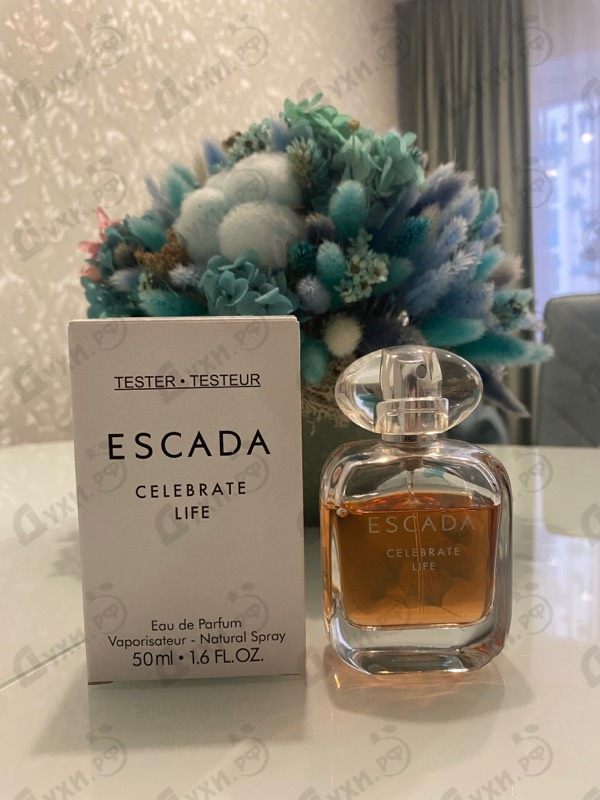 TESTER • TESTEUR
ESCADA
CELEBRATE
LIFE
Eau de Parfum
Vaporisateur - Natural Spray
50ml • 1.6 FL.OZ.
ESCADA
CELEBRATE
LIFE
Духи.РФ